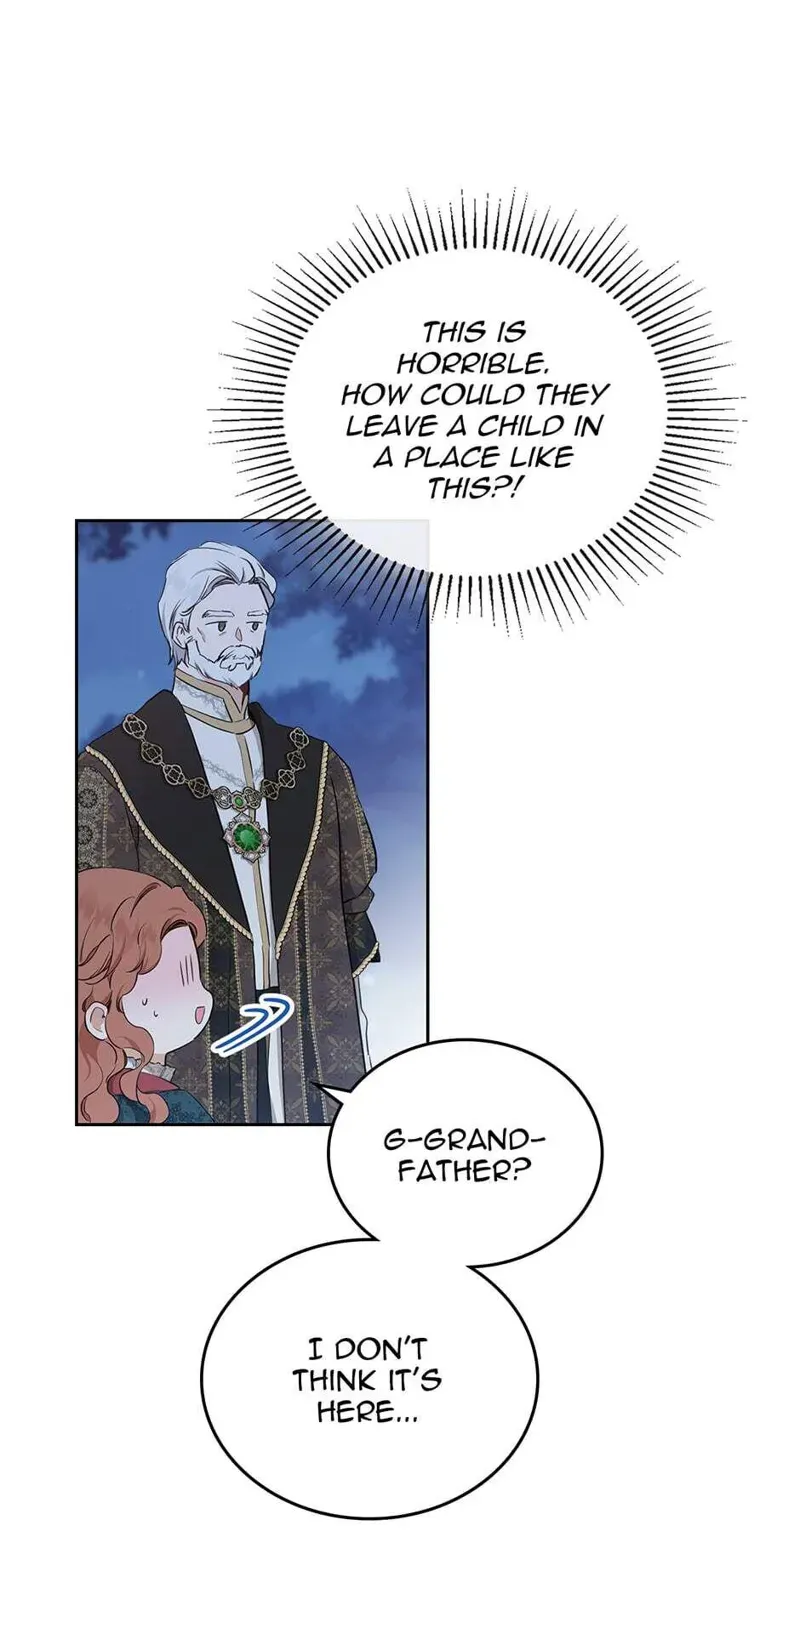 THIS IS
HORRIBLE.
HOW COULD THEY
LEAVE A CHILD IN
A PLACE LIKE
THIS?!
G-GRAND-
FATHER?
I DON'T
THINK IT'S
HERE...